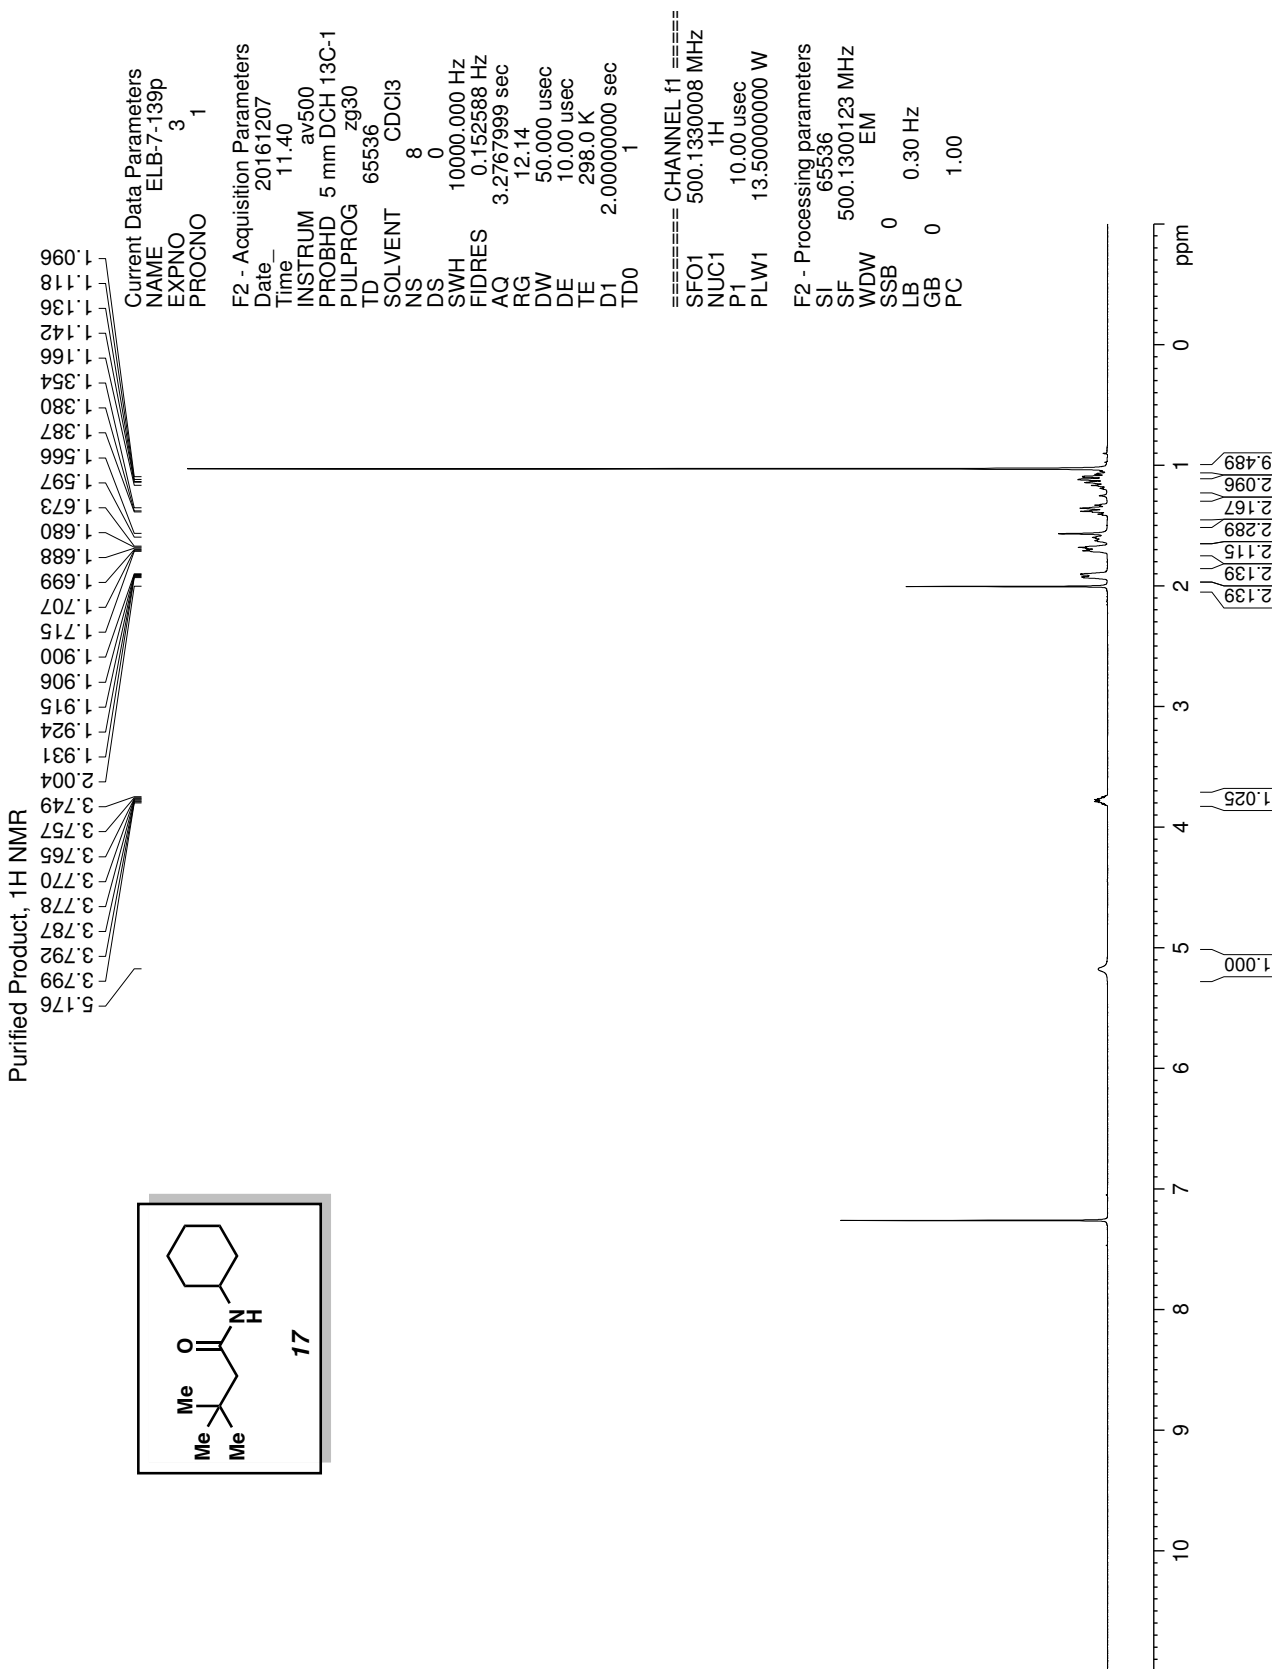 Purified Product, 1H NMR
5.176
3.799
3.792
3.787
3.778
3.770
3.765
3.757
3.749
2.004
1.931
1.924
1.915
1.906
1.900
1.715
1.707
1.699
1.688
1.680
1.673
1.597
1.566
1.387
1.380
1.354
1.166
1.142
1.136
1.118
1.096
Me
Me
Me
O
N
H
17
Current Data Parameters
NAME ELB-7-139p
EXPNO 3
PROCNO 1
F2 - Acquisition Parameters
Date_ 20161207
Time 11.40
INSTRUM av500
PROBHD 5 mm DCH 13C-1
PULPROG zg30
TD 65536
SOLVENT CDCl3
NS 8
DS 0
SWH 10000.000 Hz
FIDRES 0.152588 Hz
AQ 3.2767999 sec
RG 12.14
DW 50.000 usec
DE 10.00 usec
TE 298.0 K
D1 2.00000000 sec
TD0 1
======== CHANNEL f1 ========
SFO1 500.1330008 MHz
NUC1 1H
P1 10.00 usec
PLW1 13.50000000 W
F2 - Processing parameters
SI 65536
SF 500.1300123 MHz
WDW EM
SSB 0
LB 0.30 Hz
GB 0
PC 1.00
10 9 8 7 6 5 4 3 2 1 0 ppm
1.000
1.025
2.139
2.139
2.115
2.289
2.167
2.096
9.489